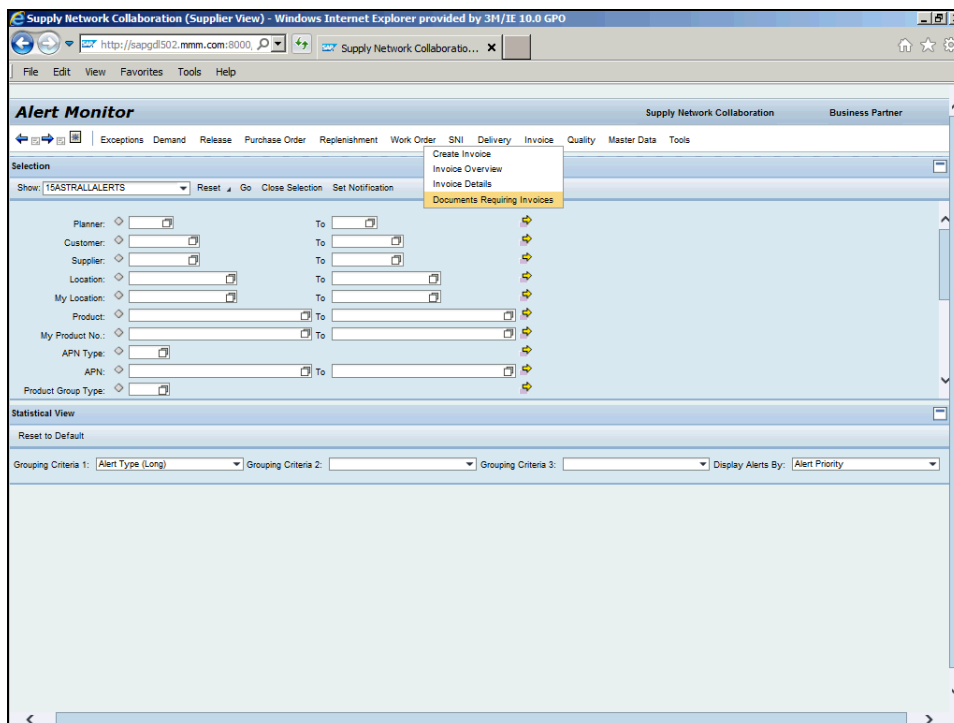 Supply Network Collaboration (Supplier View) - Windows Internet Explorer provided by 3M/IE 10.0 GPO
http://sapgdl502.mmm.com:8000, Supply Network Collaboratio...
File Edit View Favorites Tools Help
Alert Monitor Supply Network Collaboration Business Partner
Exceptions Demand Release Purchase Order Replenishment Work Order SNI Delivery Invoice Quality Master Data Tools
Create Invoice
Invoice Overview
Invoice Details
Documents Requiring Invoices
Selection
Show: 15ASTRALLALERTS Reset Go Close Selection Set Notification
Planner: To
Customer: To
Supplier: To
Location: To
My Location: To
Product: To
My Product No.: To
APN Type:
APN: To
Product Group Type:
Statistical View
Reset to Default
Grouping Criteria 1: Alert Type (Long) Grouping Criteria 2: Grouping Criteria 3: Display Alerts By: Alert Priority